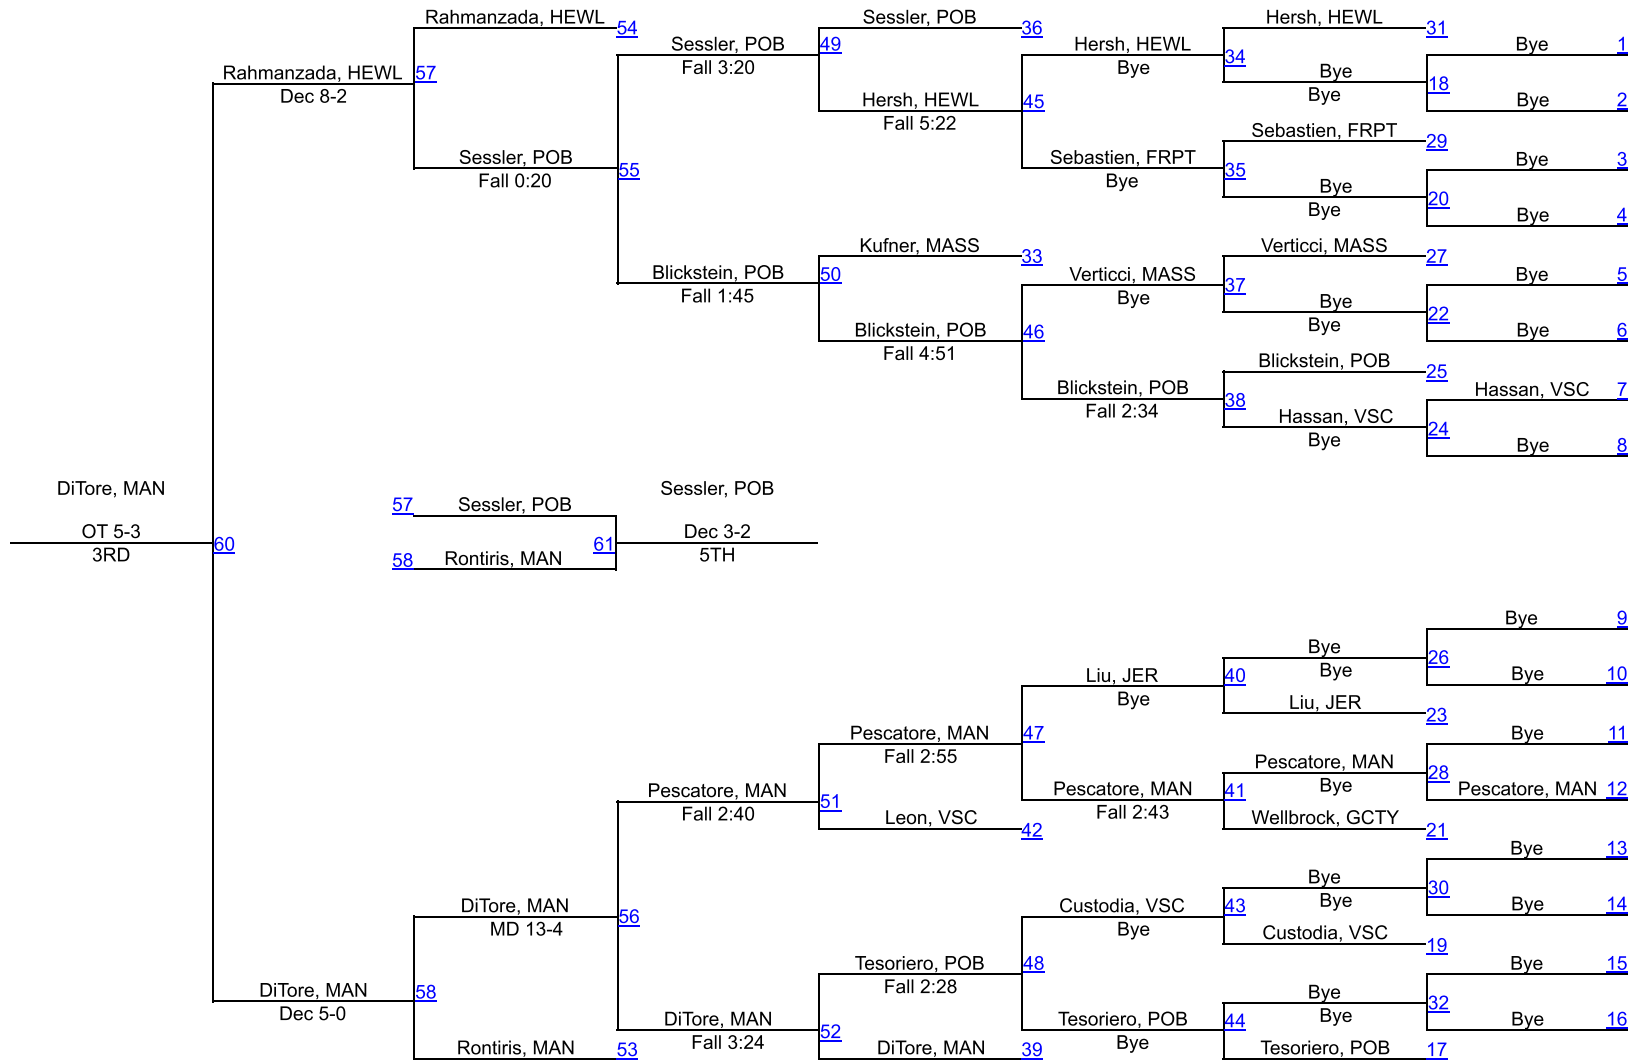 Rahmanzada, HEWL
54
Sessler, POB
36
Hersh, HEWL
31
Sessler, POB
Fall 3:20
49
Hersh, HEWL
Bye
34
Bye
1
Rahmanzada, HEWL
Dec 8-2
57
Bye
Bye
18
Hersh, HEWL
Fall 5:22
45
Bye
2
Sebastien, FRPT
29
Sessler, POB
Fall 0:20
55
Sebastien, FRPT
Bye
35
Bye
3
Bye
Bye
20
Bye
4
Kufner, MASS
33
Verticci, MASS
27
Blickstein, POB
Fall 1:45
50
Verticci, MASS
Bye
37
Bye
5
Bye
Bye
22
Blickstein, POB
Fall 4:51
46
Bye
6
Blickstein, POB
25
Blickstein, POB
Fall 2:34
38
Hassan, VSC
7
Hassan, VSC
Bye
24
Bye
8
DiTore, MAN
OT 5-3
3RD
60
57
Sessler, POB
58
Rontiris, MAN
61
Sessler, POB
Dec 3-2
5TH
Bye
9
Bye
Bye
26
Liu, JER
Bye
40
Bye
10
Liu, JER
23
Pescatore, MAN
Fall 2:55
47
Bye
11
Pescatore, MAN
Bye
28
Pescatore, MAN
Fall 2:40
51
Pescatore, MAN
Fall 2:43
41
Pescatore, MAN
12
Leon, VSC
42
Wellbrock, GCTY
21
Bye
13
Bye
Bye
30
DiTore, MAN
MD 13-4
56
Custodia, VSC
Bye
43
Bye
14
Custodia, VSC
19
Tesoriero, POB
Fall 2:28
48
Bye
15
DiTore, MAN
Dec 5-0
58
Bye
Bye
32
DiTore, MAN
Fall 3:24
52
Tesoriero, POB
Bye
44
Bye
16
Rontiris, MAN
53
DiTore, MAN
39
Tesoriero, POB
17